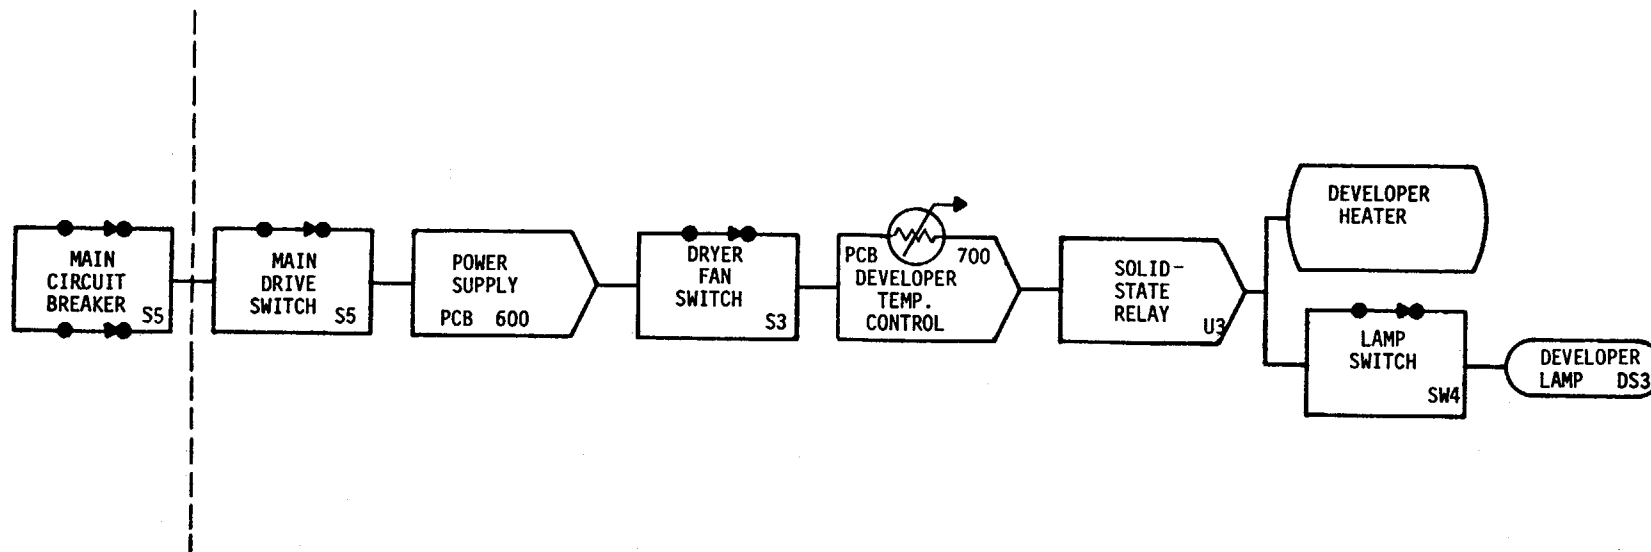 MAIN
CIRCUIT
BREAKER S5
MAIN
DRIVE
SWITCH S5
POWER
SUPPLY
PCB 600
DRYER
FAN
SWITCH
S3
PCB 700
DEVELOPER
TEMP.
CONTROL
SOLID-
STATE
RELAY
U3
DEVELOPER
HEATER
LAMP
SWITCH
SW4
DEVELOPER
LAMP DS3